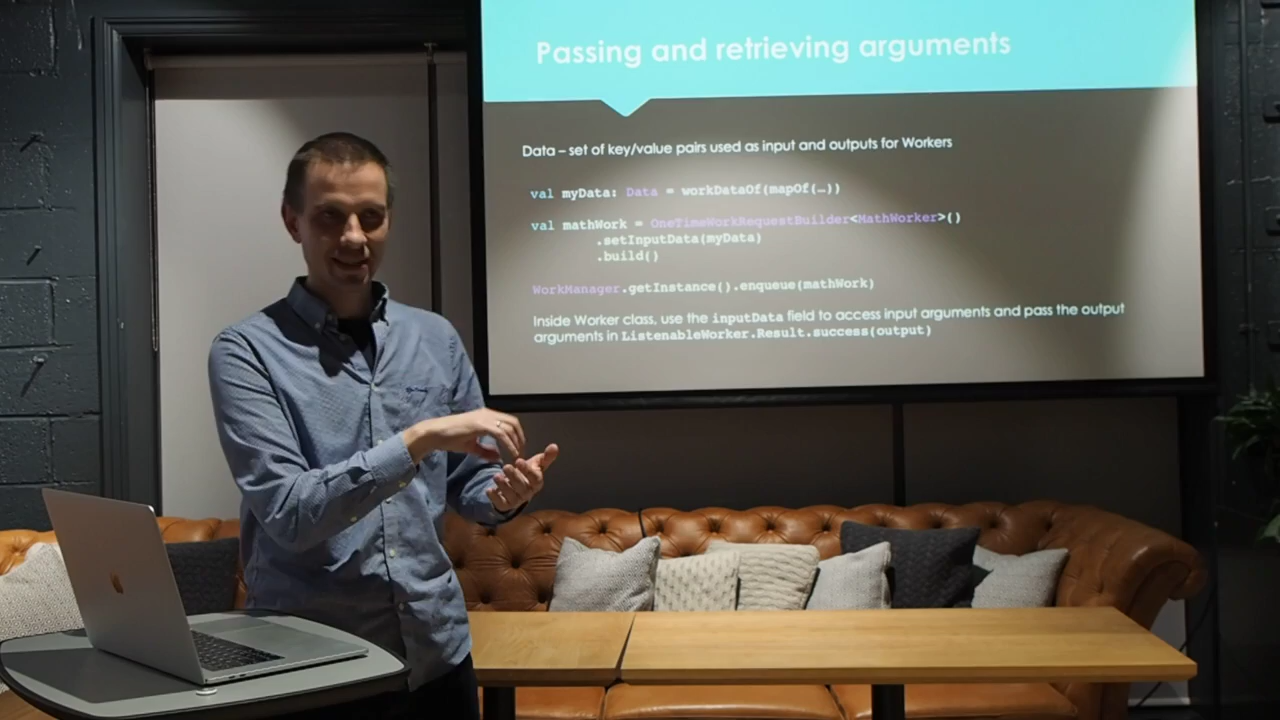 Passing and retrieving arguments
Data – set of key/value pairs used as input and outputs for Workers
val myData: Data = workDataOf(mapOf(…))
val mathWork = OneTimeWorkRequestBuilder<MathWorker>()
.setInputData(myData)
.build()
WorkManager.getInstance().enqueue(mathWork)
Inside Worker class, use the inputData field to access input arguments and pass the output
arguments in ListenableWorker.Result.success(output)